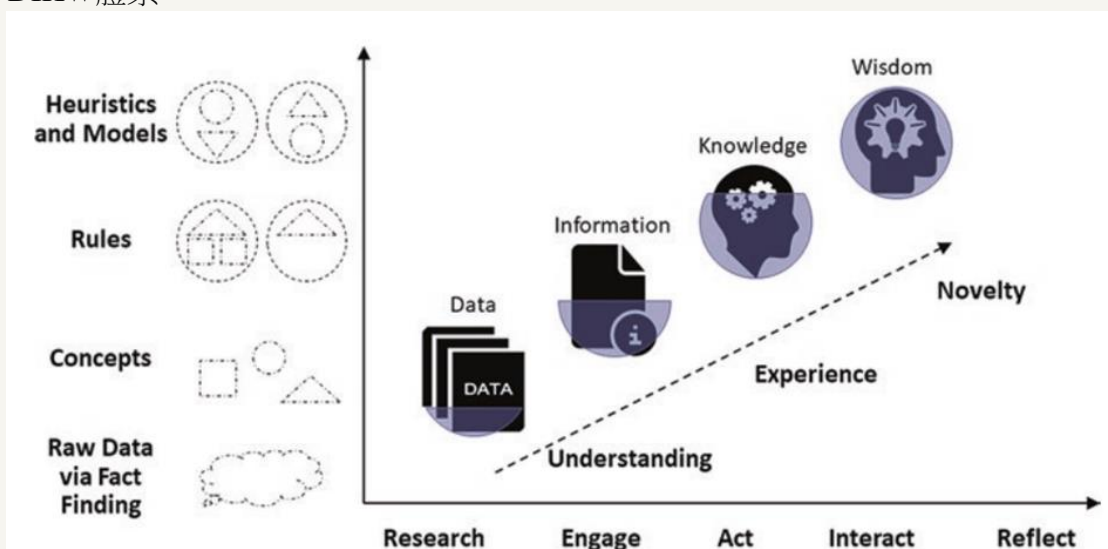 Wisdom
Heuristics
and Models
Knowledge
Information
Rules
Novelty
Data
Concepts
Experience
DATA
Raw Data
via Fact
Finding
Understanding
Research Engage Act Interact Reflect